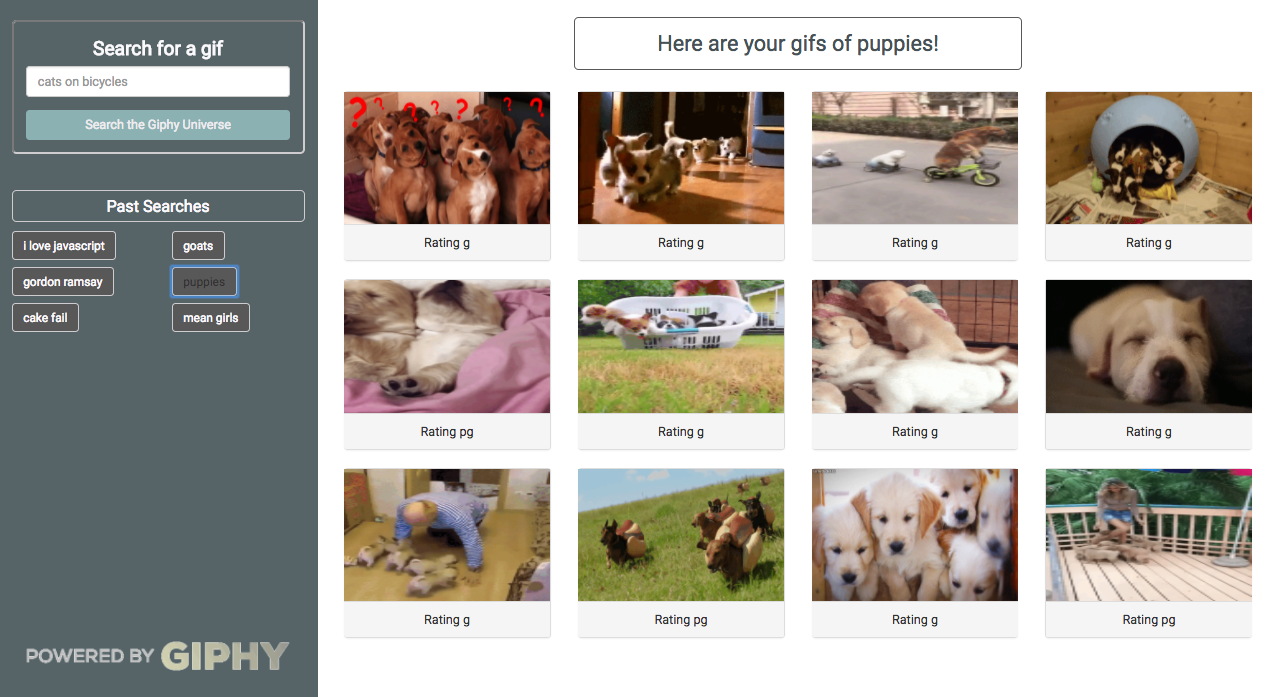 Search for a gif
cats on bicycles
Search the Giphy Universe
Past Searches
i love javascript
goats
gordon ramsay
puppies
cake fail
mean girls
POWERED BY GIPHY
Here are your gifs of puppies!
? ? ? ? ? ? ?
Rating g
Rating g
Rating g
Rating g
Rating pg
Rating g
Rating g
Rating g
Rating g
Rating pg
Rating g
Rating pg